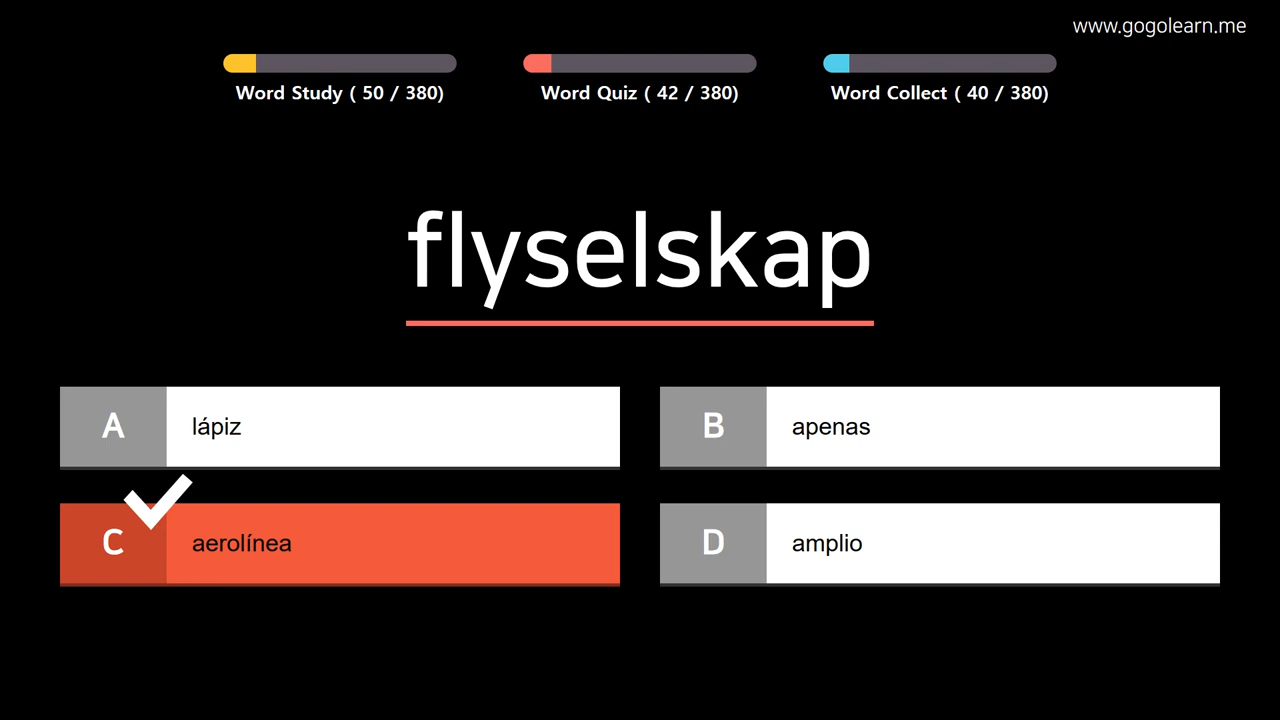 www.gogolearn.me
Word Study ( 50 / 380)
Word Quiz ( 42 / 380)
Word Collect ( 40 / 380)
flyselskap
A
lápiz
B
apenas
C
aerolínea
D
amplio